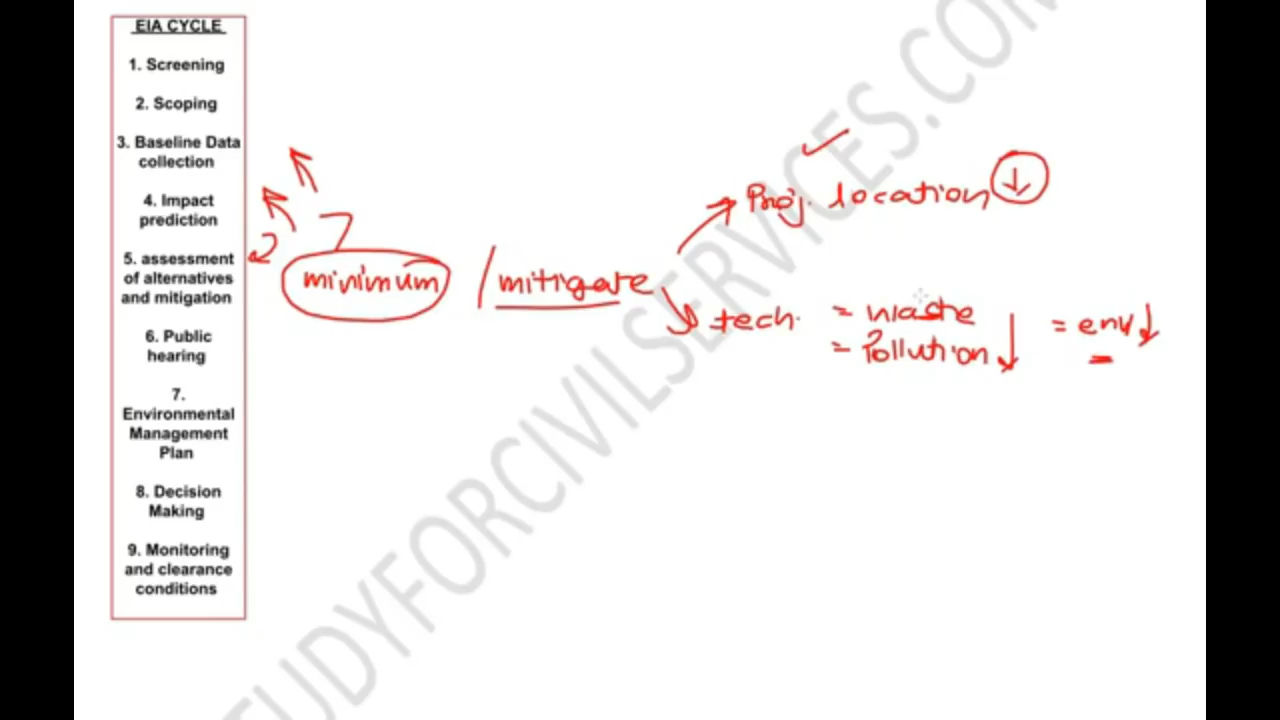 EIA CYCLE
1. Screening
2. Scoping
3. Baseline Data
collection
4. Impact
prediction
5. assessment
of alternatives
and mitigation
6. Public
hearing
7.
Environmental
Management
Plan
8. Decision
Making
9. Monitoring
and clearance
conditions
minimum / mitigate
Proj. location ↓
tech. = waste
= Pollution ↓ = env ↓
STUDYFORCIVILSERVICES.COM